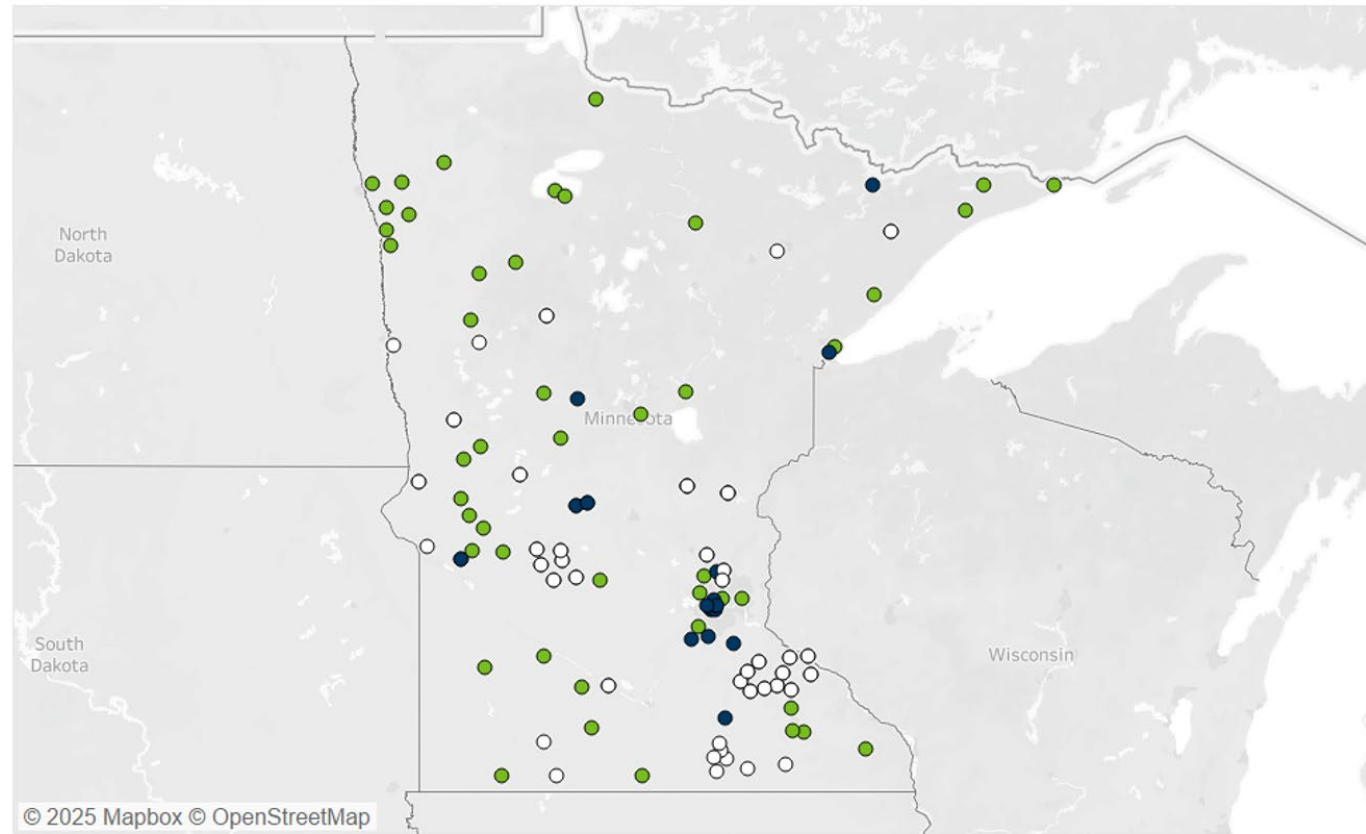 North
Dakota
Minnesota
South
Dakota
Wisconsin
© 2025 Mapbox © OpenStreetMap